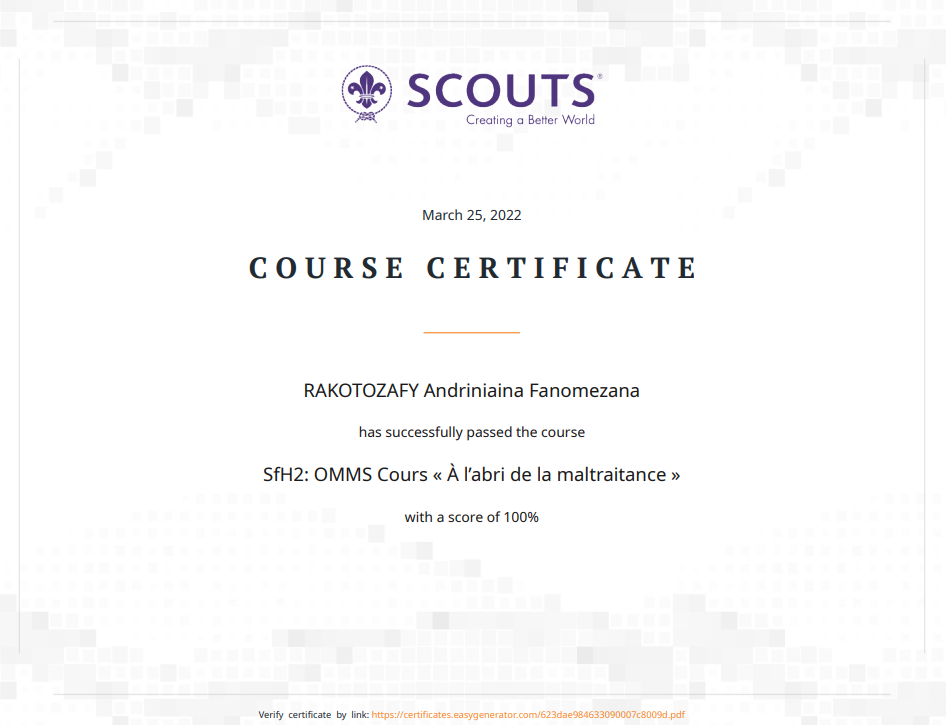 SCOUTS®
Creating a Better World
March 25, 2022
COURSE CERTIFICATE
RAKOTOZAFY Andriniaina Fanomezana
has successfully passed the course
SfH2: OMMS Cours « À l’abri de la maltraitance »
with a score of 100%
Verify certificate by link: https://certificates.easygenerator.com/623dae984633090007c8009d.pdf